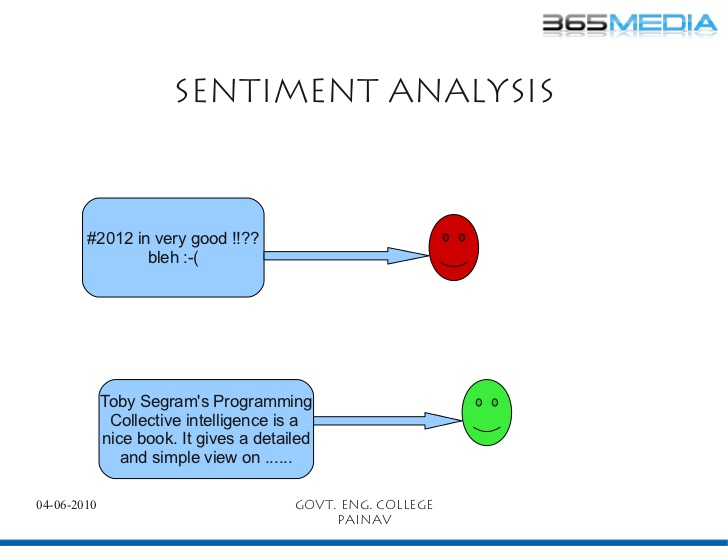 365MEDIA
SENTIMENT ANALYSIS
#2012 in very good !!??
bleh :-(
Toby Segram's Programming
Collective intelligence is a
nice book. It gives a detailed
and simple view on ......
04-06-2010
GOVT. ENG. COLLEGE
PAINAV